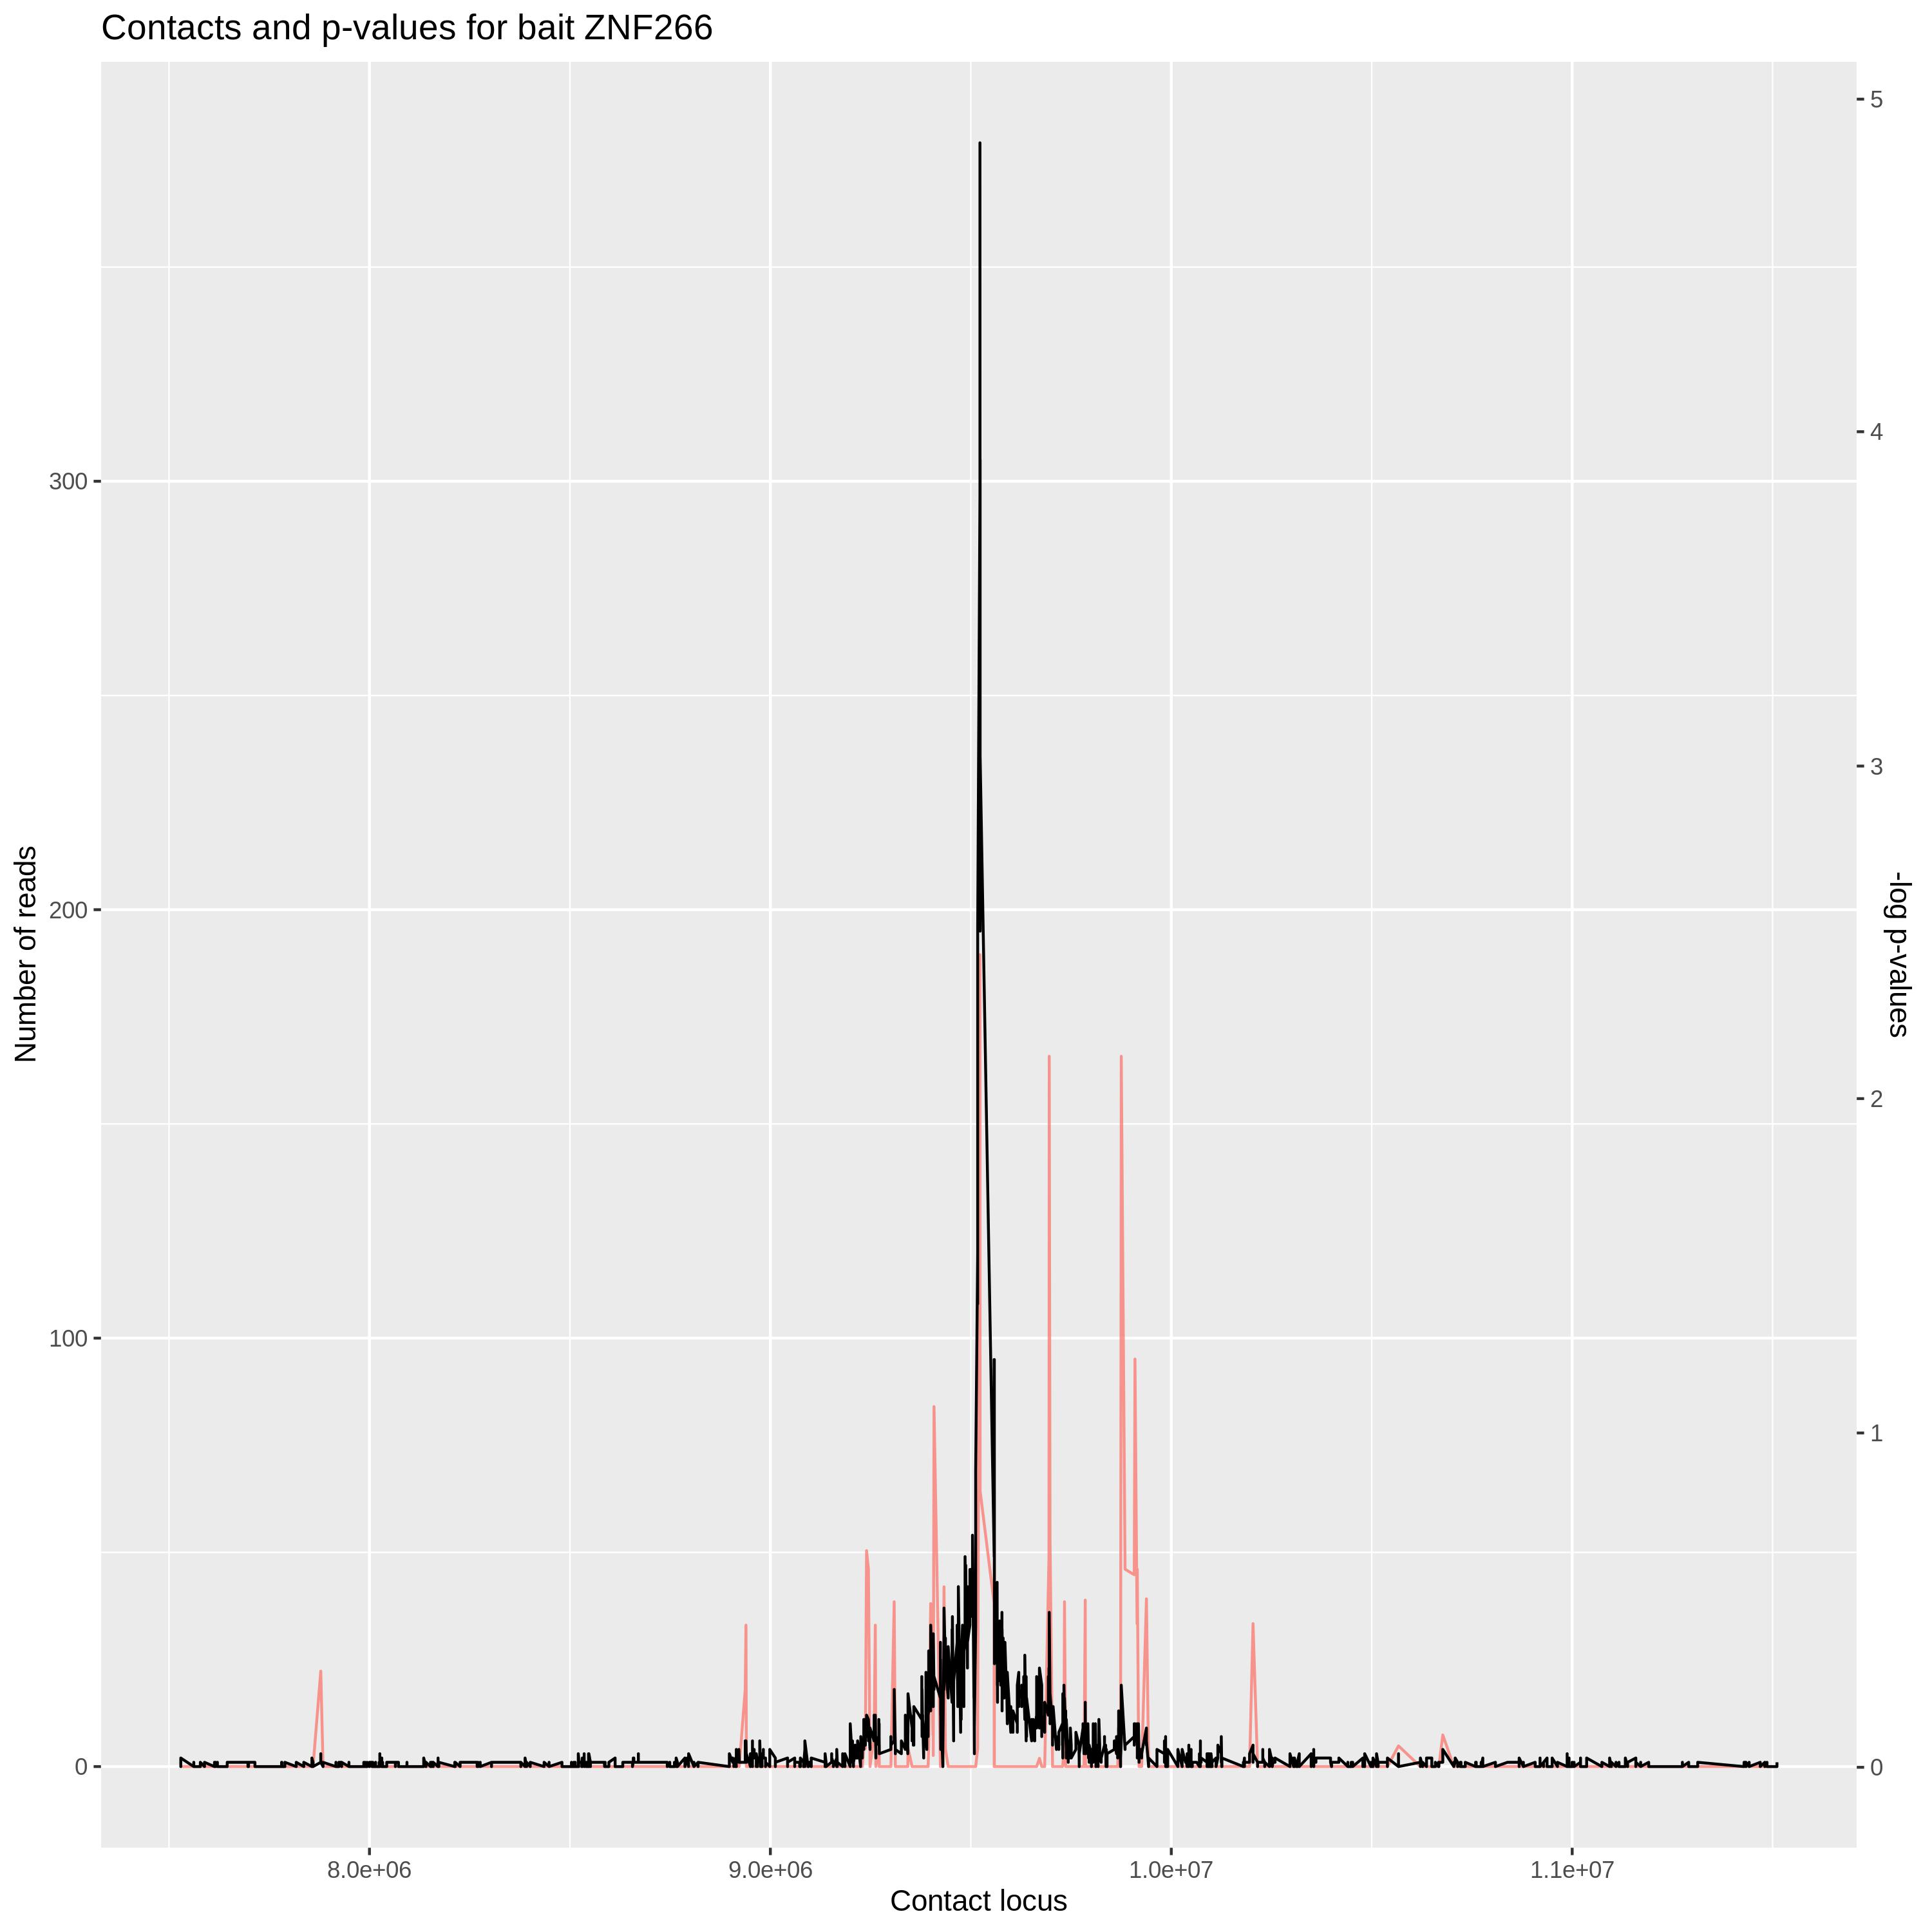 Contacts and p-values for bait ZNF266
5
4
300
3
Number of reads
-log p-values
200
2
100
1
0
0
8.0e+06
9.0e+06
1.0e+07
1.1e+07
Contact locus